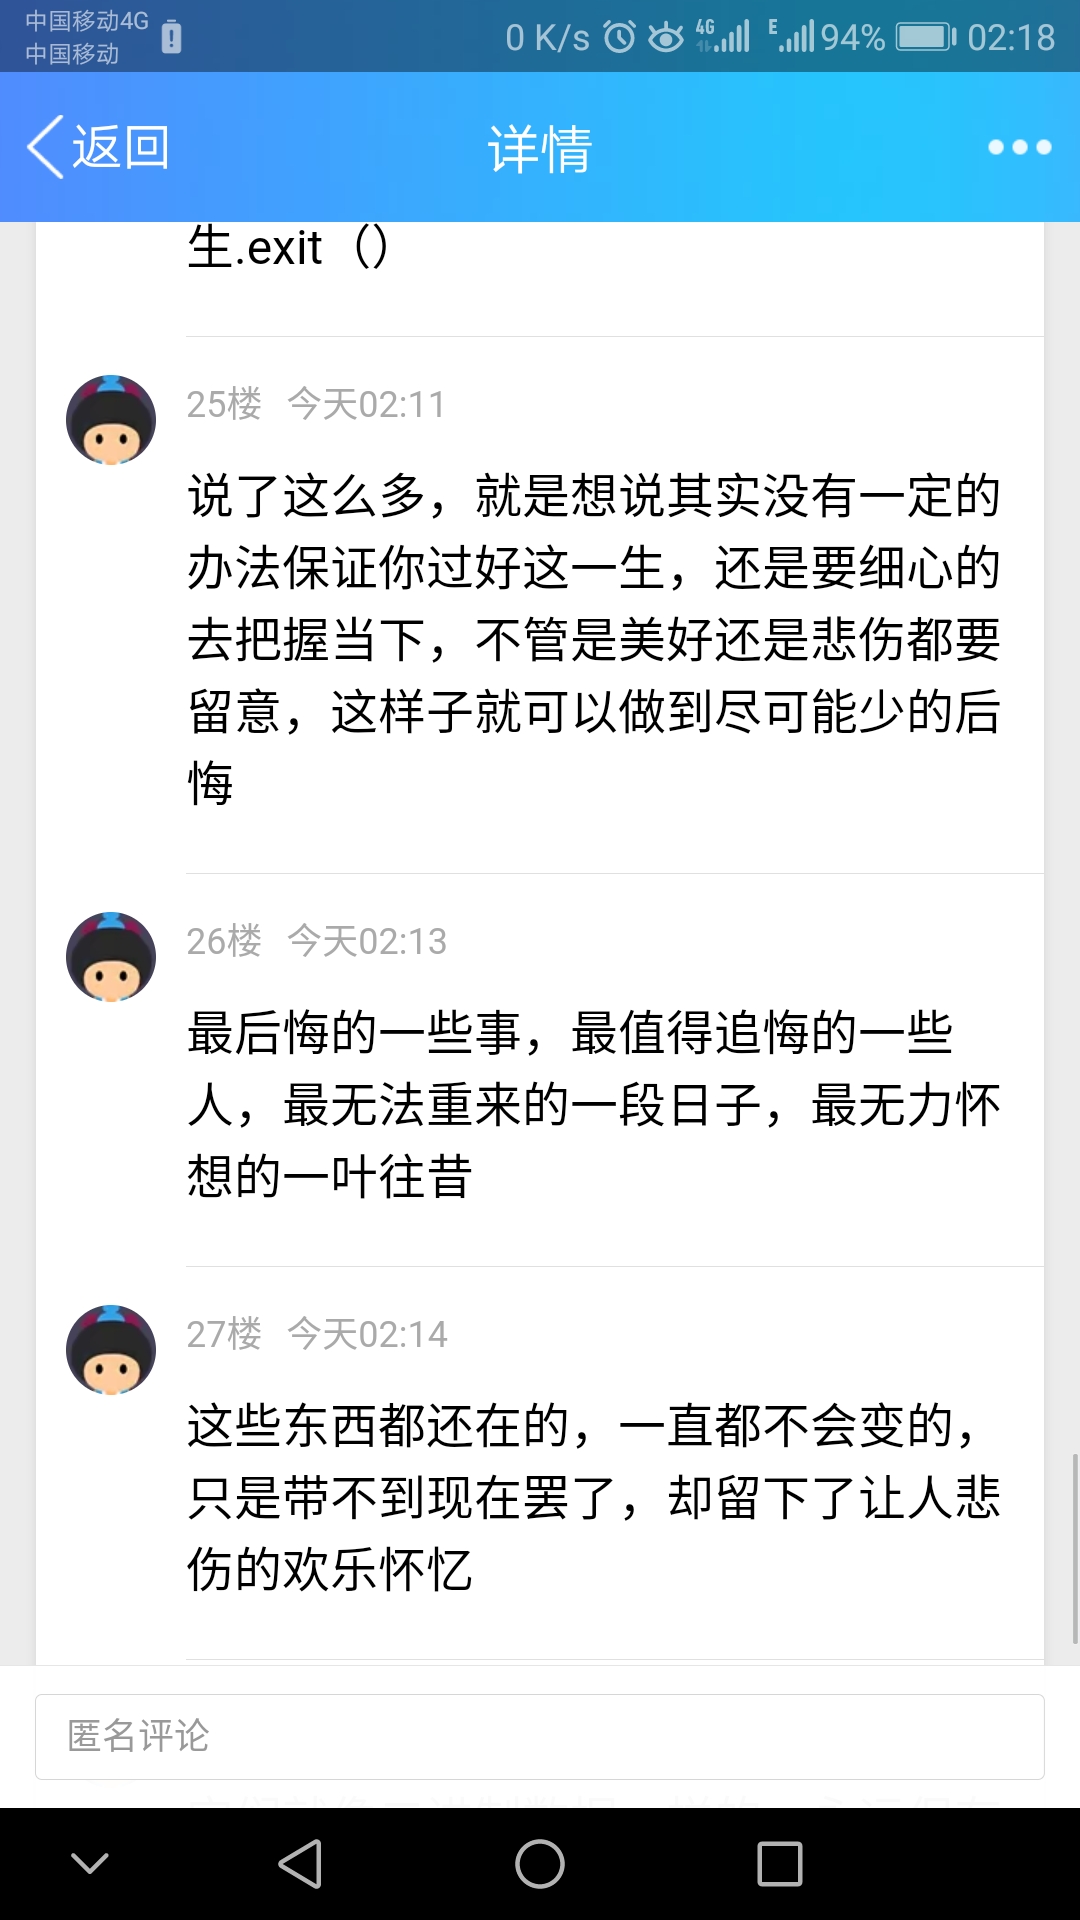 中国移动4G
中国移动
0 K/s 4G E 94% 02:18
返回 详情
生.exit（）
25楼 今天02:11
说了这么多，就是想说其实没有一定的
办法保证你过好这一生，还是要细心的
去把握当下，不管是美好还是悲伤都要
留意，这样子就可以做到尽可能少的后
悔
26楼 今天02:13
最后悔的一些事，最值得追悔的一些
人，最无法重来的一段日子，最无力怀
想的一叶往昔
27楼 今天02:14
这些东西都还在的，一直都不会变的，
只是带不到现在罢了，却留下了让人悲
伤的欢乐怀忆
匿名评论